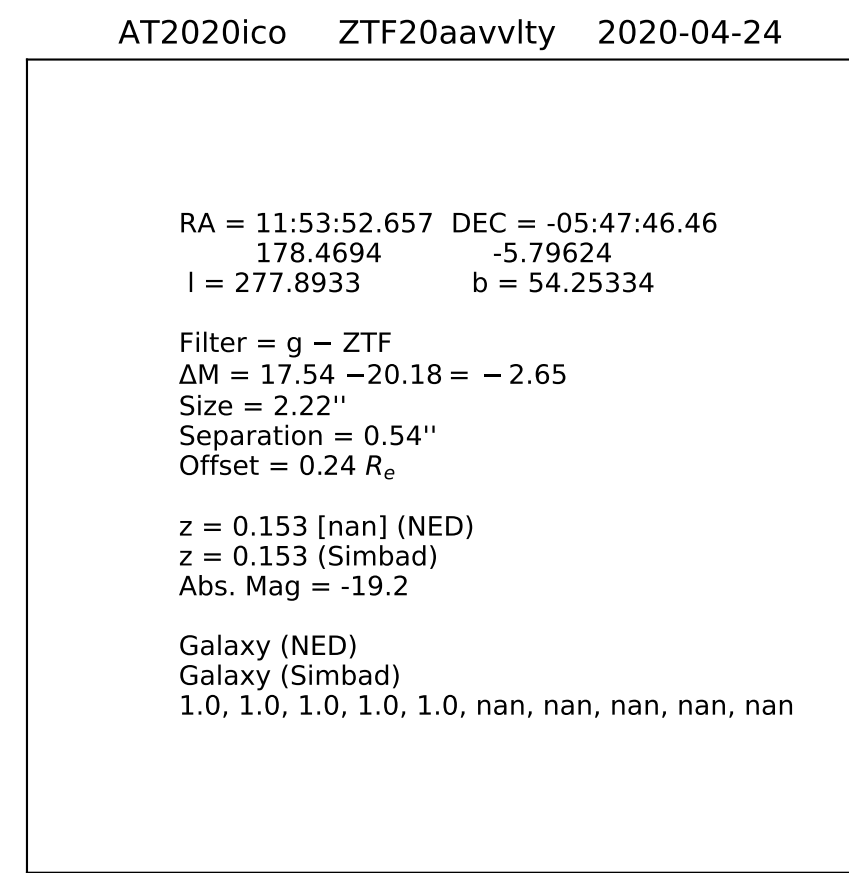 AT2020ico ZTF20aavvlty 2020-04-24
RA = 11:53:52.657 DEC = -05:47:46.46
178.4694 -5.79624
l = 277.8933 b = 54.25334
Filter = g − ZTF
ΔM = 17.54 −20.18 = − 2.65
Size = 2.22''
Separation = 0.54''
Offset = 0.24 Re
z = 0.153 [nan] (NED)
z = 0.153 (Simbad)
Abs. Mag = -19.2
Galaxy (NED)
Galaxy (Simbad)
1.0, 1.0, 1.0, 1.0, 1.0, nan, nan, nan, nan, nan